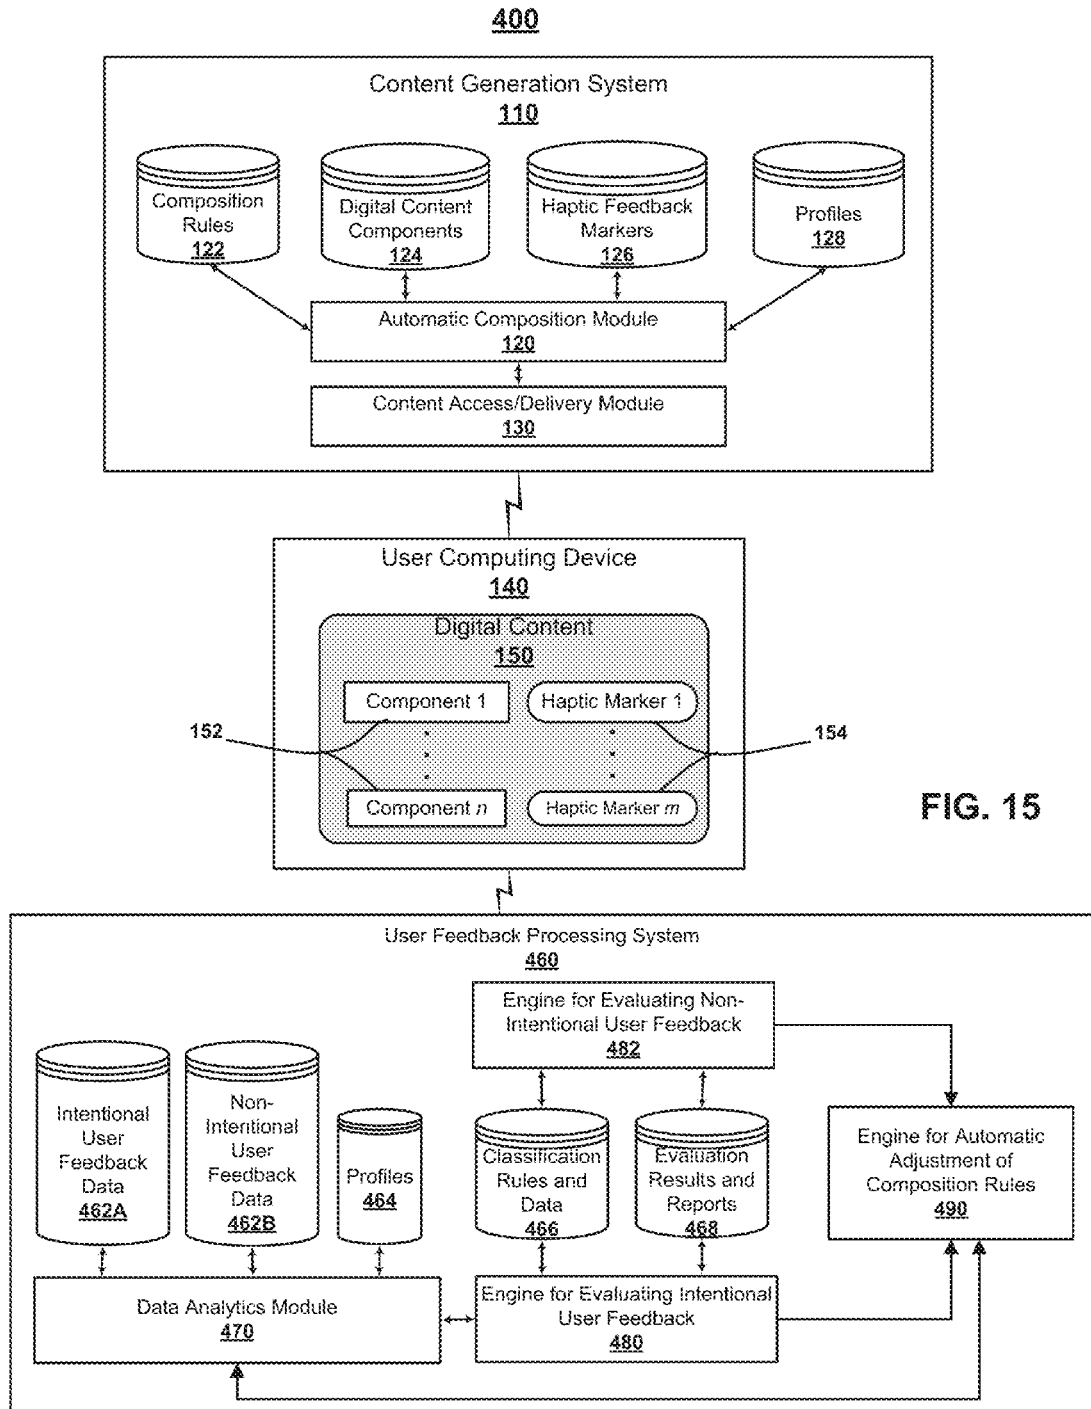 400
Content Generation System
110
Composition
Rules
122
Digital Content
Components
124
Haptic Feedback
Markers
126
Profiles
128
Automatic Composition Module
120
Content Access/Delivery Module
130
User Computing Device
140
Digital Content
150
Component 1
Haptic Marker 1
152
154
Component n
Haptic Marker m
FIG. 15
User Feedback Processing System
460
Engine for Evaluating Non-
Intentional User Feedback
482
Intentional
User
Feedback
Data
462A
Non-
Intentional
User
Feedback
Data
462B
Profiles
464
Classification
Rules and
Data
466
Evaluation
Results and
Reports
468
Engine for Automatic
Adjustment of
Composition Rules
490
Data Analytics Module
470
Engine for Evaluating Intentional
User Feedback
480